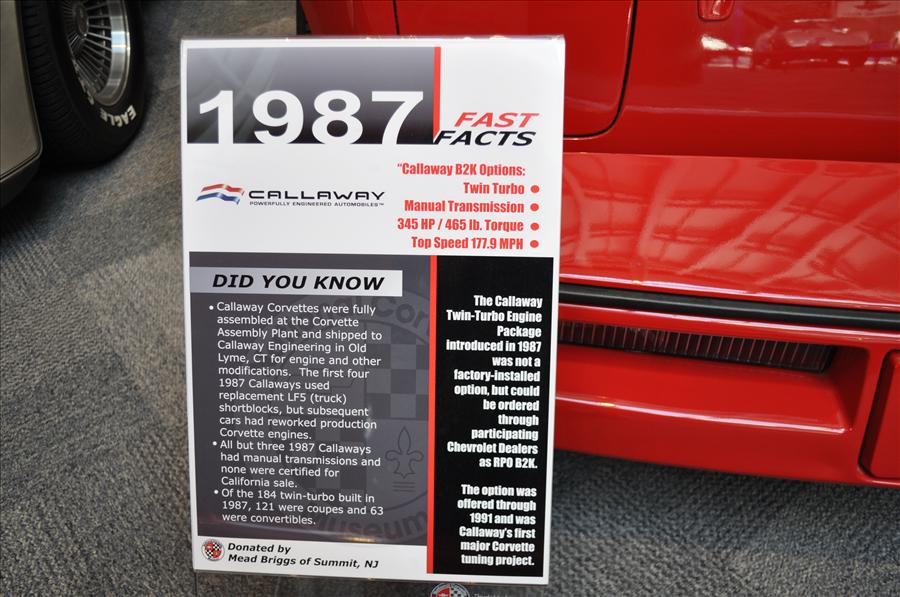 EAGLE
1987
FAST
FACTS
CALLAWAY
POWERFULLY ENGINEERED AUTOMOBILES™
“Callaway B2K Options:
Twin Turbo ●
Manual Transmission ●
345 HP / 465 lb. Torque ●
Top Speed 177.9 MPH ●
DID YOU KNOW
• Callaway Corvettes were fully
assembled at the Corvette
Assembly Plant and shipped to
Callaway Engineering in Old
Lyme, CT for engine and other
modifications. The first four
1987 Callaways used
replacement LF5 (truck)
shortblocks, but subsequent
cars had reworked production
Corvette engines.
• All but three 1987 Callaways
had manual transmissions and
none were certified for
California sale.
• Of the 184 twin-turbo built in
1987, 121 were coupes and 63
were convertibles.
The Callaway
Twin-Turbo Engine
Package
introduced in 1987
was not a
factory-installed
option, but could
be ordered
through
participating
Chevrolet Dealers
as RPO B2K.
The option was
offered through
1991 and was
Callaway's first
major Corvette
tuning project.
Donated by
Mead Briggs of Summit, NJ